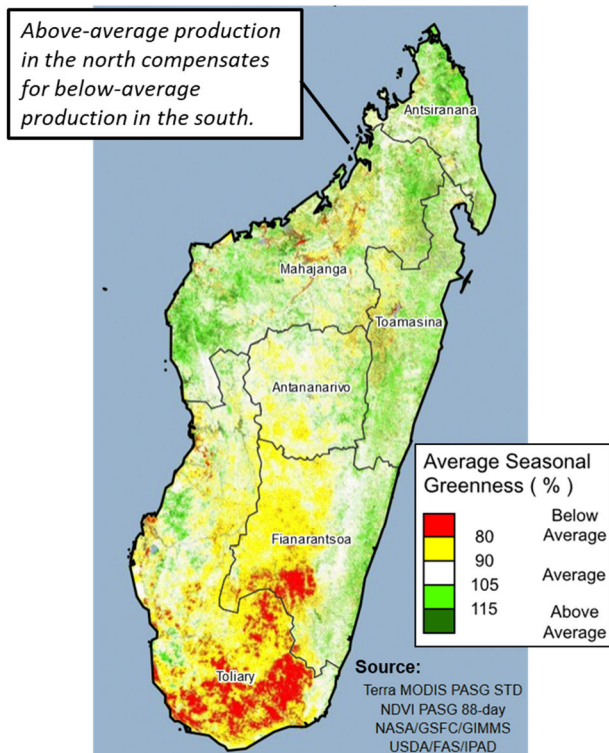 Above-average production
in the north compensates
for below-average
production in the south.
Antsiranana
Mahajanga
Toamasina
Antananarivo
Fianarantsoa
Toliary
Average Seasonal
Greenness ( % )
Below
Average
80
90
Average
105
115
Above
Average
Source:
Terra MODIS PASG STD
NDVI PASG 88-day
NASA/GSFC/GIMMS
USDA/FAS/IPAD